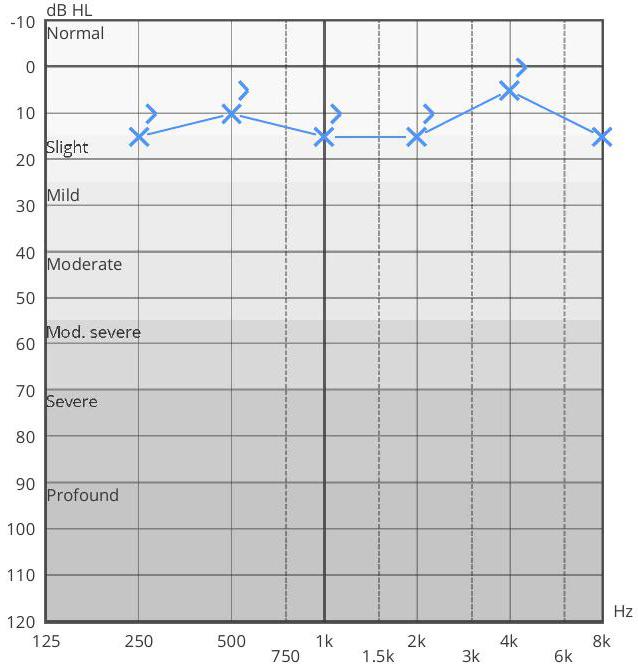 dB HL
-10
Normal
0
10
Slight
20
Mild
30
40
Moderate
50
Mod. severe
60
70
Severe
80
90
Profound
100
110
120
Hz
125 250 500 1k 2k 4k 8k
750 1.5k 3k 6k